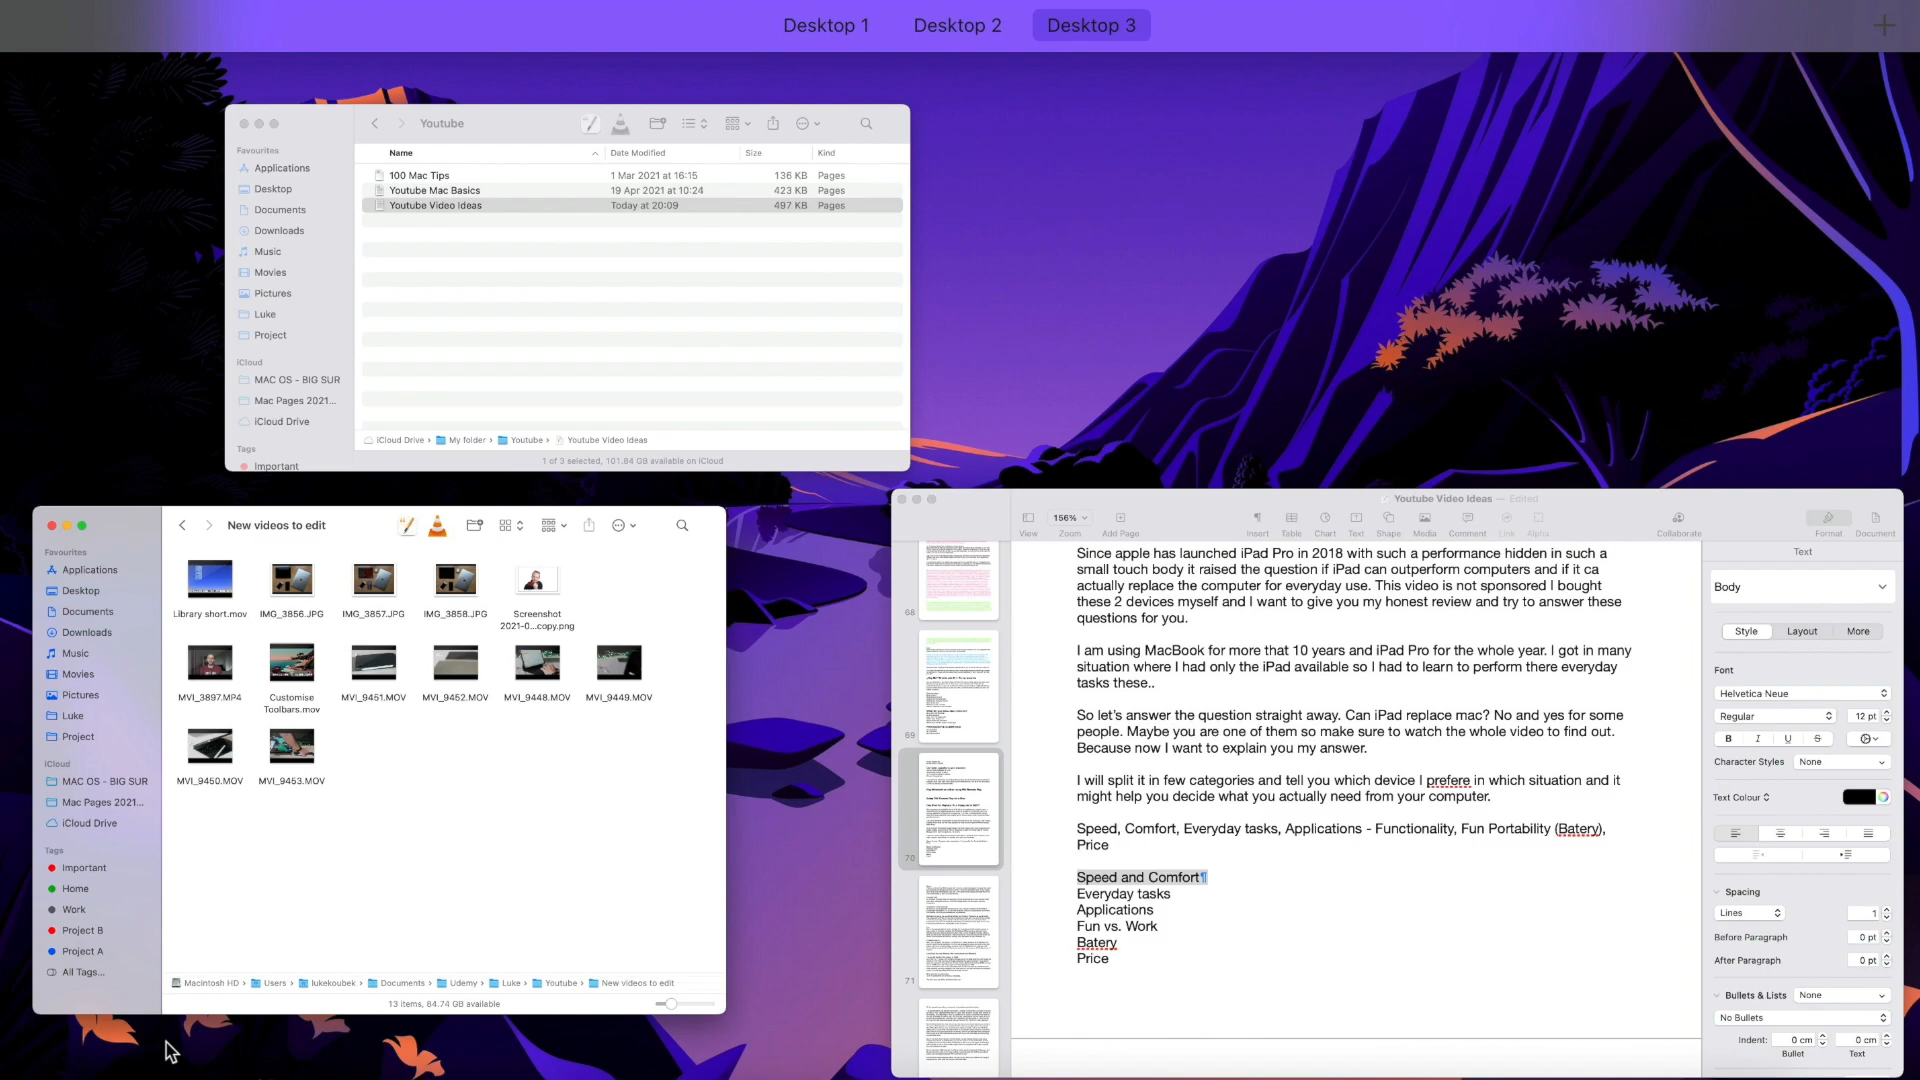 Desktop 1 Desktop 2 Desktop 3
Youtube
Favourites
Applications
Desktop
Documents
Downloads
Music
Movies
Pictures
Luke
Project
iCloud
MAC OS - BIG SUR
Mac Pages 2021...
iCloud Drive
Tags
Important
Name Date Modified Size Kind
100 Mac Tips 1 Mar 2021 at 16:15 136 KB Pages
Youtube Mac Basics 19 Apr 2021 at 10:24 423 KB Pages
Youtube Video Ideas Today at 20:09 497 KB Pages
iCloud Drive › My folder › Youtube › Youtube Video Ideas
1 of 3 selected, 101.84 GB available on iCloud
New videos to edit
Favourites
Applications
Desktop
Documents
Downloads
Music
Movies
Pictures
Luke
Project
iCloud
MAC OS - BIG SUR
Mac Pages 2021...
iCloud Drive
Tags
Important
Home
Work
Project B
Project A
All Tags...
Library short.mov IMG_3856.JPG IMG_3857.JPG IMG_3858.JPG Screenshot
2021-0...copy.png
MVI_3897.MP4 Customise MVI_9451.MOV MVI_9452.MOV MVI_9448.MOV MVI_9449.MOV
Toolbars.mov
MVI_9450.MOV MVI_9453.MOV
Macintosh HD › Users › lukekoubek › Documents › Udemy › Luke › Youtube › New videos to edit
13 items, 84.74 GB available
Youtube Video Ideas — Edited
156%
View Zoom Add Page Insert Table Chart Text Shape Media Comment Link Alpha Collaborate Format Document
68
69
70
71
Since apple has launched iPad Pro in 2018 with such a performance hidden in such a
small touch body it raised the question if iPad can outperform computers and if it ca
actually replace the computer for everyday use. This video is not sponsored I bought
these 2 devices myself and I want to give you my honest review and try to answer these
questions for you.
I am using MacBook for more that 10 years and iPad Pro for the whole year. I got in many
situation where I had only the iPad available so I had to learn to perform there everyday
tasks these..
So let's answer the question straight away. Can iPad replace mac? No and yes for some
people. Maybe you are one of them so make sure to watch the whole video to find out.
Because now I want to explain you my answer.
I will split it in few categories and tell you which device I prefere in which situation and it
might help you decide what you actually need from your computer.
Speed, Comfort, Everyday tasks, Applications - Functionality, Fun Portability (Batery),
Price
Speed and Comfort¶
Everyday tasks
Applications
Fun vs. Work
Batery
Price
Text
Body
Style Layout More
Font
Helvetica Neue
Regular 12 pt
B I U S
Character Styles None
Text Colour
Spacing
Lines 1
Before Paragraph 0 pt
After Paragraph 0 pt
Bullets & Lists None
No Bullets
Indent: 0 cm 0 cm
Bullet Text